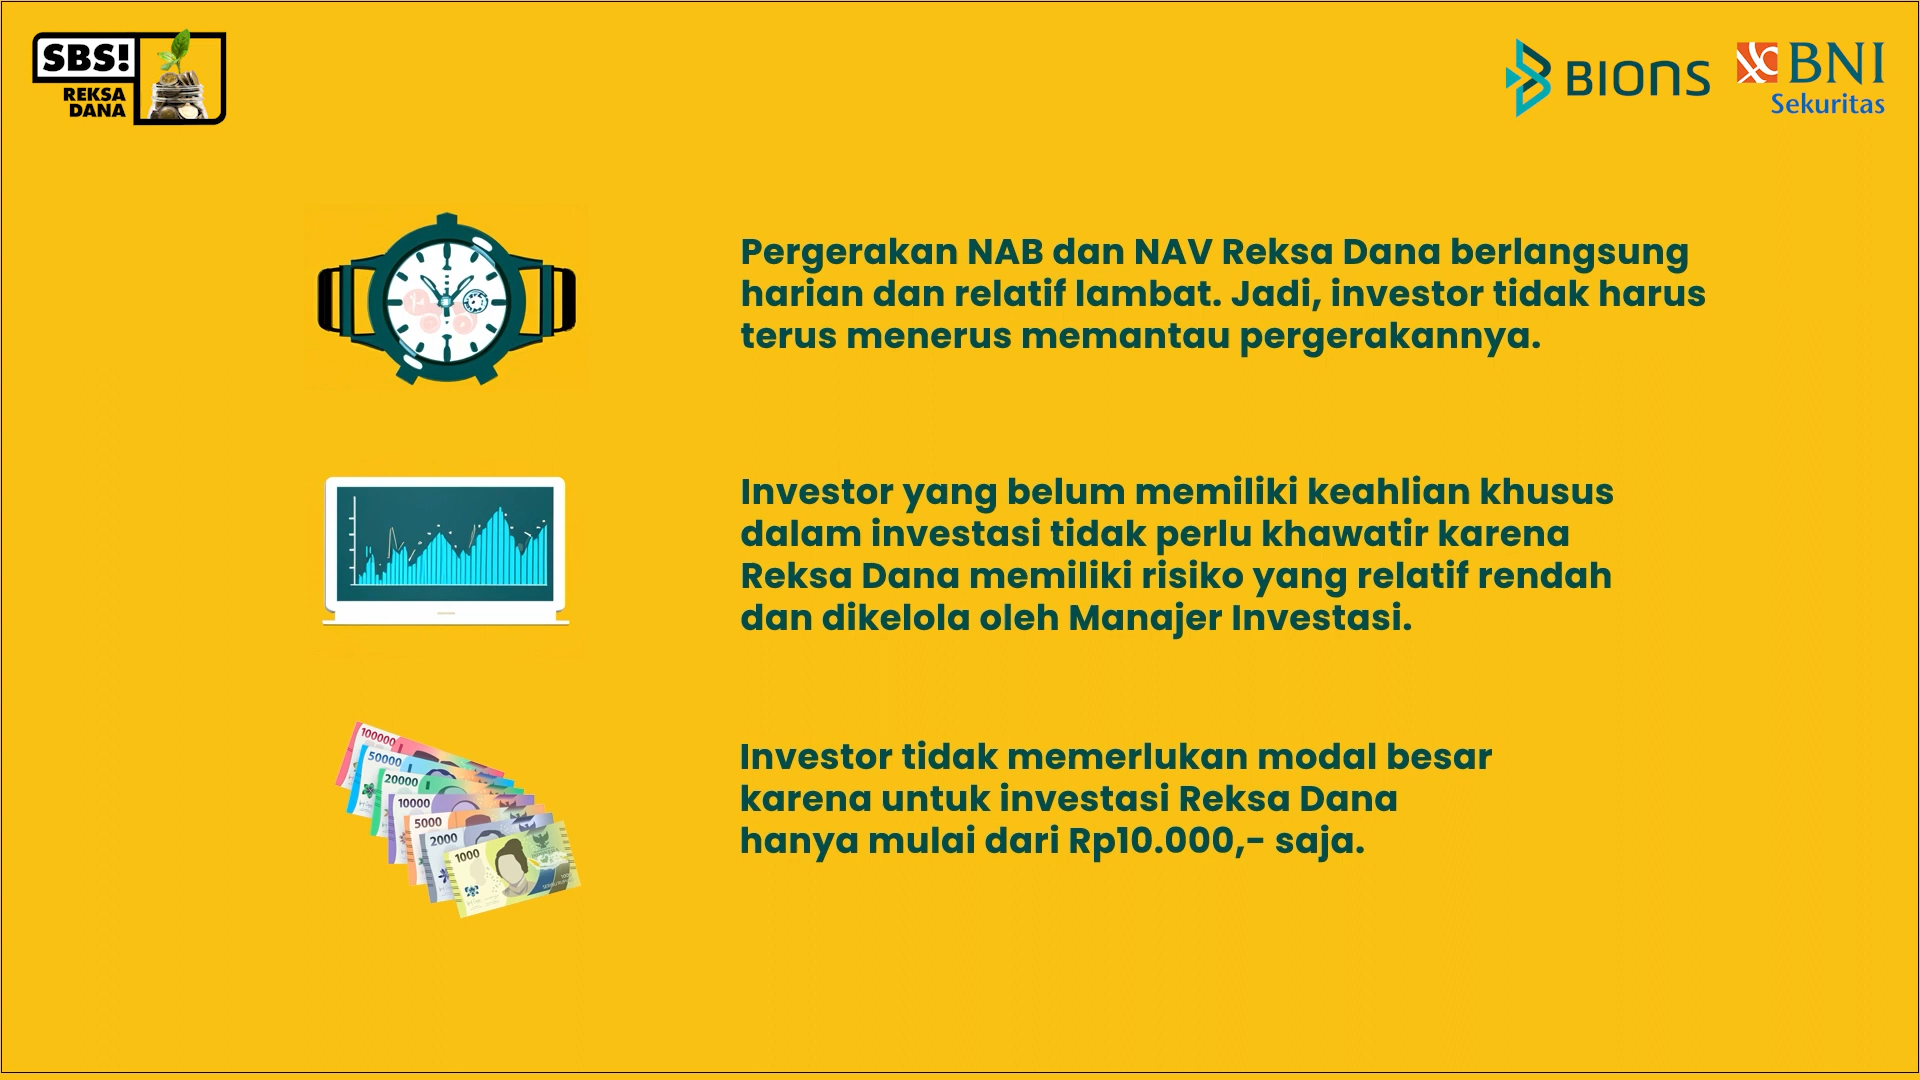 SBS!
REKSA
DANA
BIONS
BNI
Sekuritas
Pergerakan NAB dan NAV Reksa Dana berlangsung
harian dan relatif lambat. Jadi, investor tidak harus
terus menerus memantau pergerakannya.
Investor yang belum memiliki keahlian khusus
dalam investasi tidak perlu khawatir karena
Reksa Dana memiliki risiko yang relatif rendah
dan dikelola oleh Manajer Investasi.
100000
50000
20000
10000
5000
2000
1000
Investor tidak memerlukan modal besar
karena untuk investasi Reksa Dana
hanya mulai dari Rp10.000,- saja.